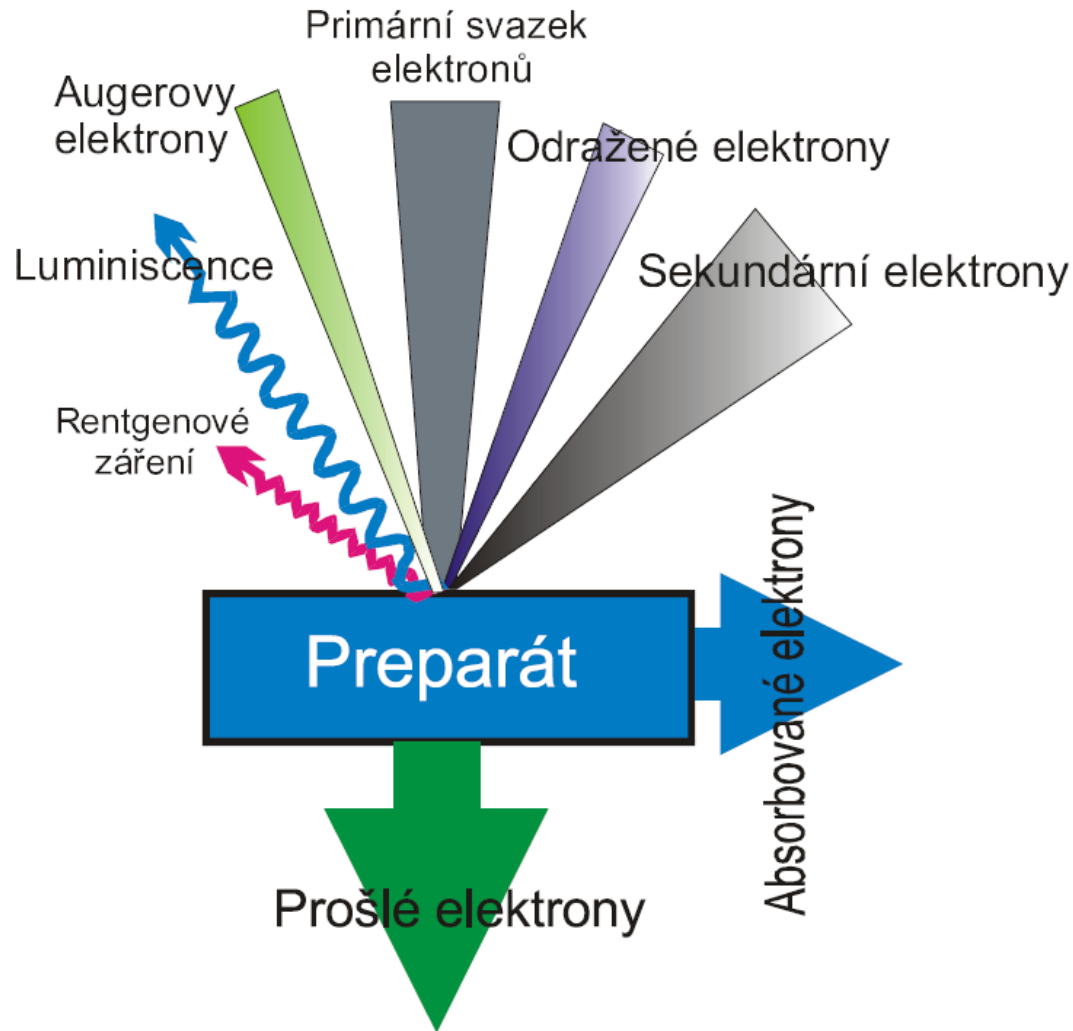 Primární svazek
elektronů
Augerovy
elektrony
Odražené elektrony
Luminiscence
Sekundární elektrony
Rentgenové
záření
Absorbované elektrony
Preparát
Prošlé elektrony